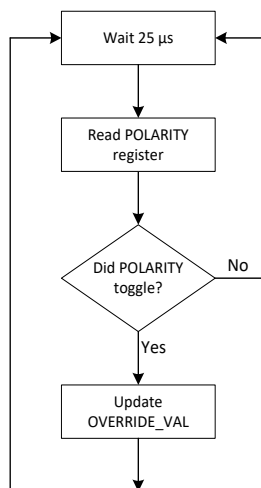 Wait 25 µs
Read POLARITY
register
Did POLARITY
toggle?
No
Yes
Update
OVERRIDE_VAL